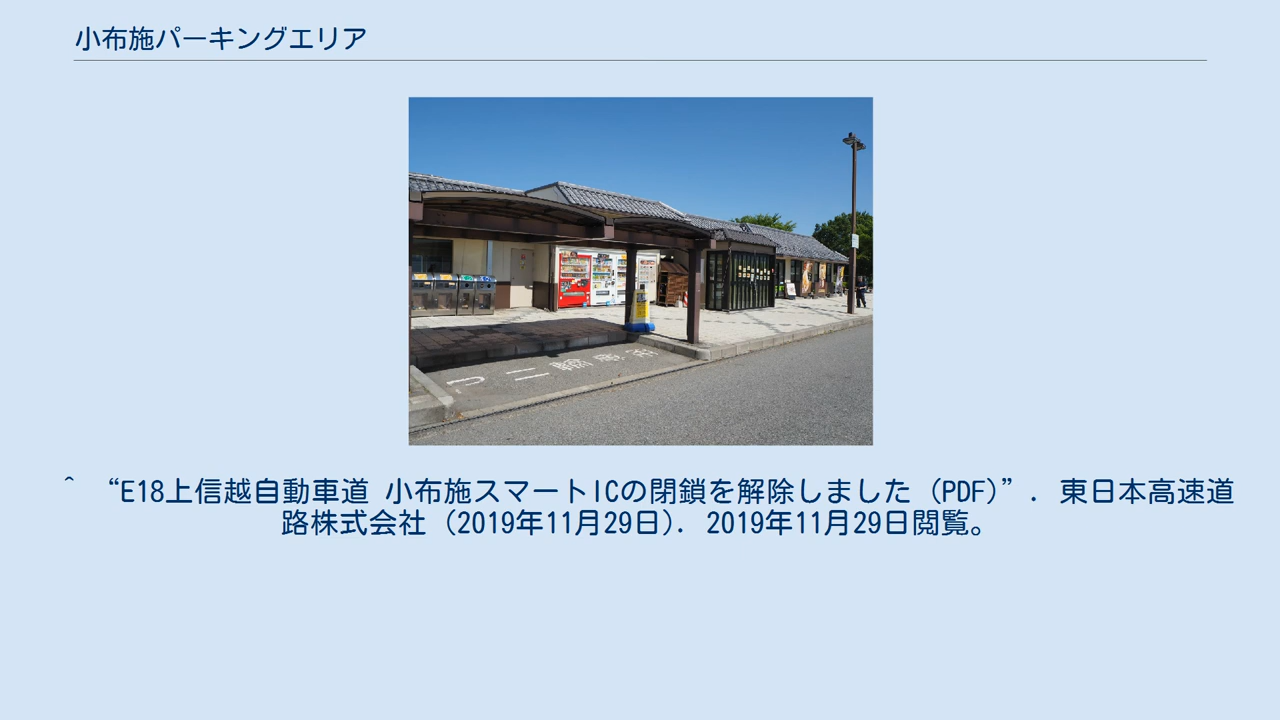 小布施パーキングエリア
^ “E18上信越自動車道 小布施スマートICの閉鎖を解除しました（PDF）”. 東日本高速道
路株式会社（2019年11月29日）. 2019年11月29日閲覧。